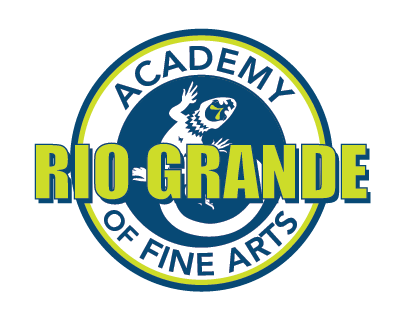 ACADEMY
RIO GRANDE
OF FINE ARTS